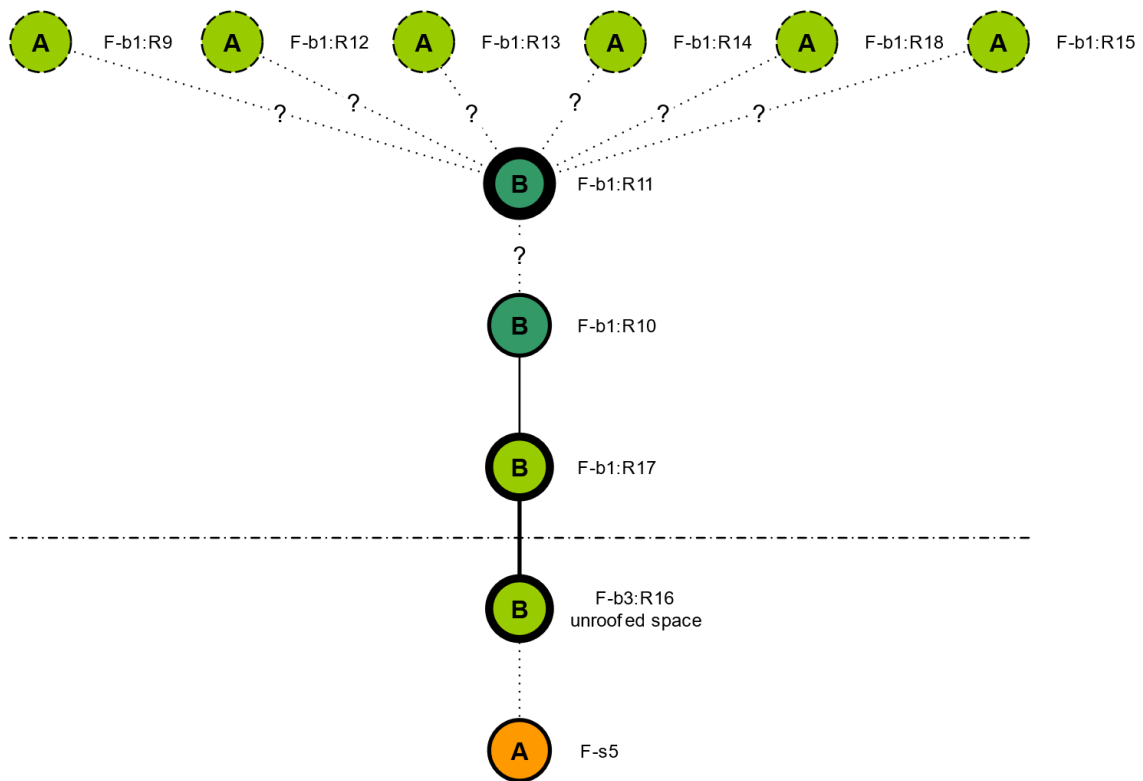 A F-b1:R9 A F-b1:R12 A F-b1:R13 A F-b1:R14 A F-b1:R18 A F-b1:R15
? ? ? ? ? ?
B F-b1:R11
?
B F-b1:R10
B F-b1:R17
B F-b3:R16
unroofed space
A F-s5